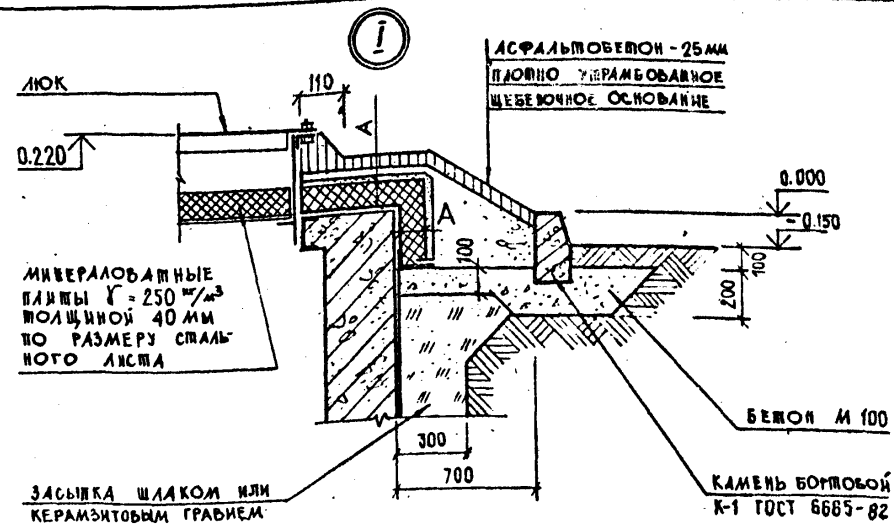 I
АСФАЛЬТОБЕТОН - 25 ММ
ПЛОТНО УТРАМБОВАННОЕ
ЩЕБЕНОЧНОЕ ОСНОВАНИЕ
ЛЮК
110
А
0.220
0.000
-0.150
А
100
100
200
МИНЕРАЛОВАТНЫЕ
ПЛИТЫ γ = 250 кг/м³
ТОЛЩИНОЙ 40 ММ
ПО РАЗМЕРУ СТАЛЬ-
НОГО ЛИСТА
БЕТОН М 100
300
700
ЗАСЫПКА ШЛАКОМ ИЛИ
КЕРАМЗИТОВЫМ ГРАВИЕМ
КАМЕНЬ БОРТОВОЙ
К-1 ГОСТ 6665-82